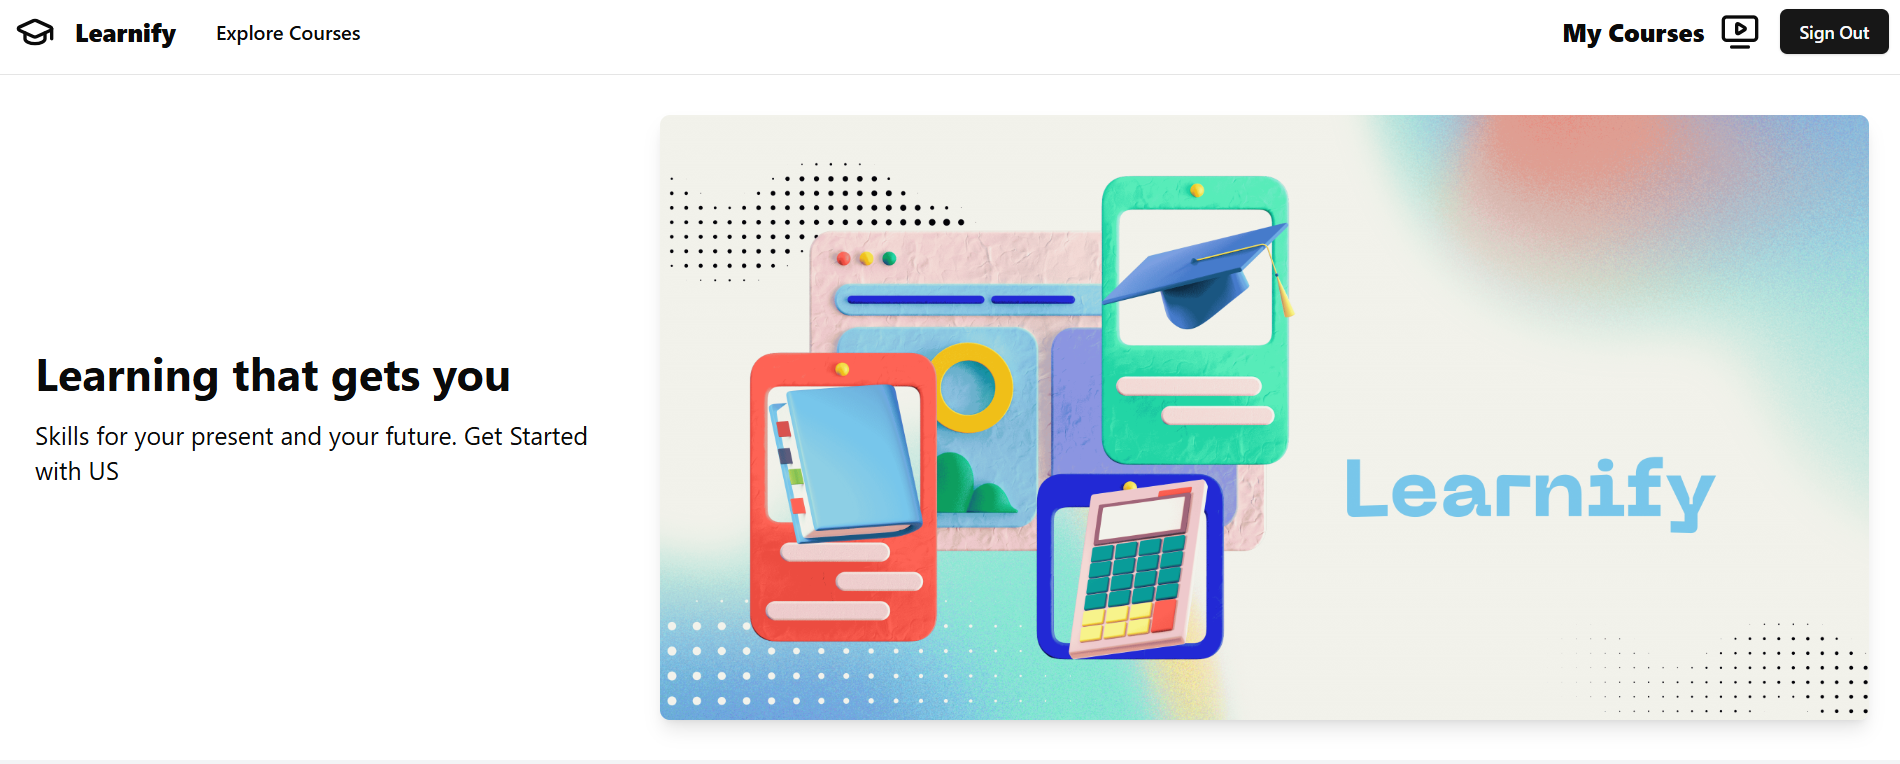 Learnify
Explore Courses
My Courses
Sign Out
Learning that gets you
Skills for your present and your future. Get Started
with US
Learnify